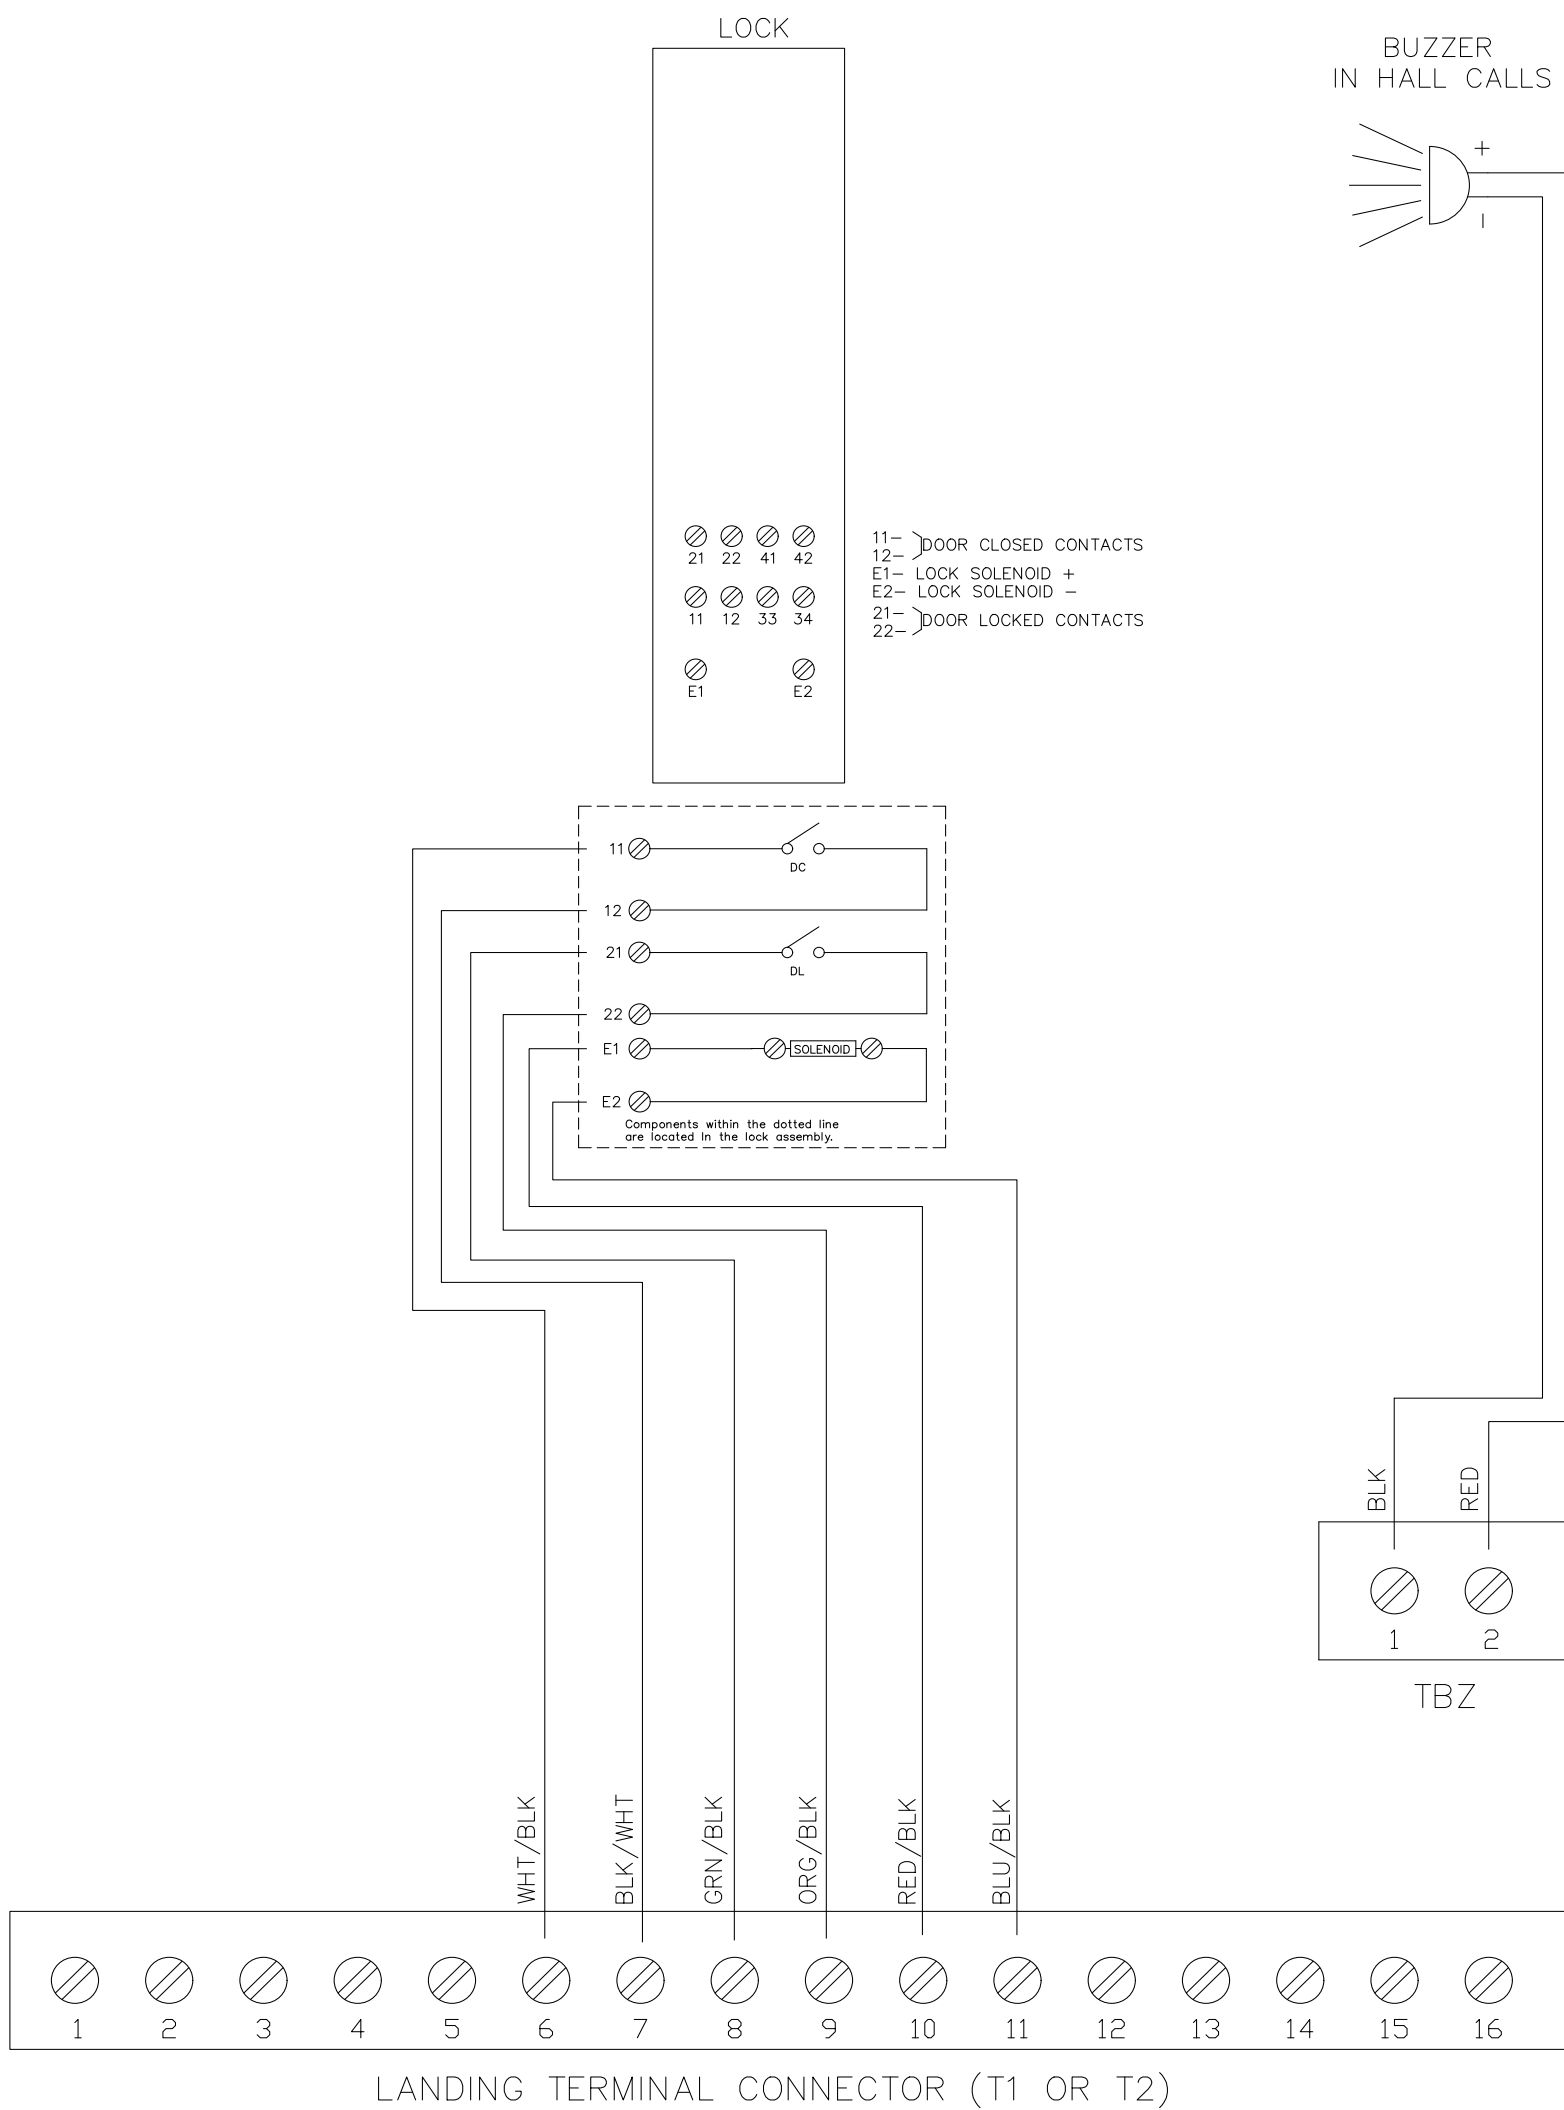 LOCK
BUZZER
IN HALL CALLS
+
-
21 22 41 42
11 12 33 34
E1 E2
11-
12-
DOOR CLOSED CONTACTS
E1- LOCK SOLENOID +
E2- LOCK SOLENOID -
21-
22-
DOOR LOCKED CONTACTS
11
DC
12
21
DL
22
E1
SOLENOID
E2
Components within the dotted line
are located in the lock assembly.
BLK
RED
1 2
TBZ
WHT/BLK
BLK/WHT
GRN/BLK
ORG/BLK
RED/BLK
BLU/BLK
1 2 3 4 5 6 7 8 9 10 11 12 13 14 15 16
LANDING TERMINAL CONNECTOR (T1 OR T2)